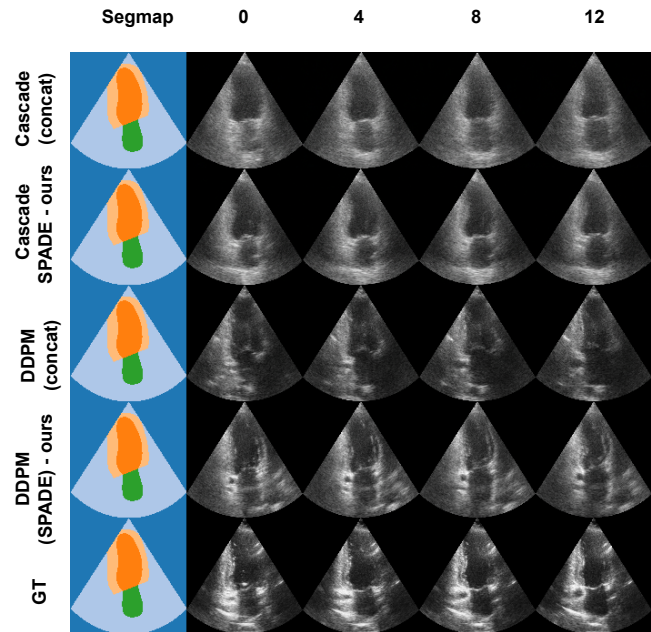 Segmap 0 4 8 12
Cascade
(concat)
Cascade
SPADE - ours
DDPM
(concat)
DDPM
(SPADE) - ours
GT